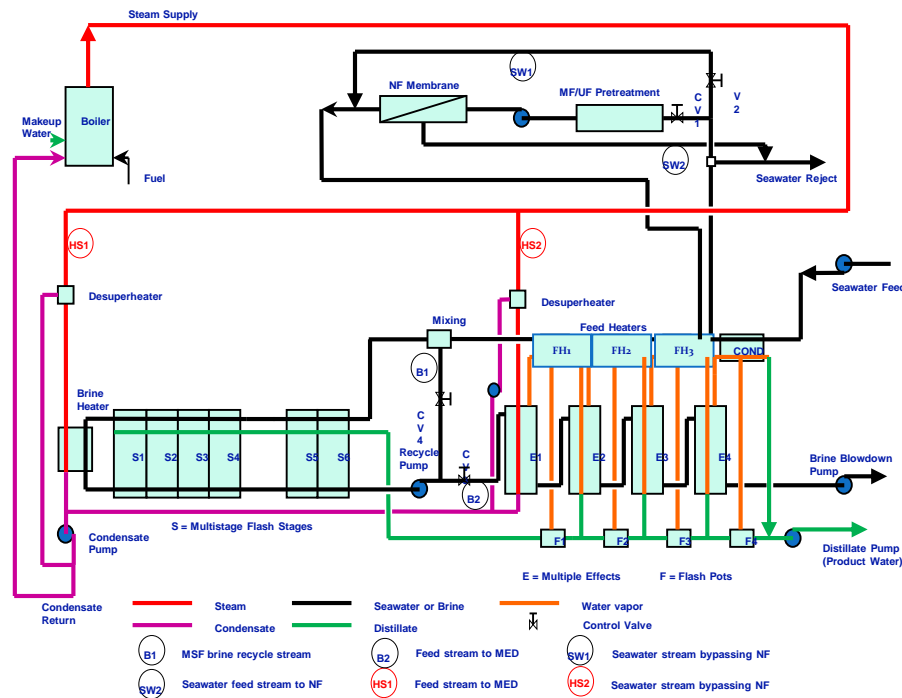 Steam Supply
SW1
NF Membrane
MF/UF Pretreatment
C
V1
V
2
Makeup
Water
Boiler
SW2
Fuel
Seawater Reject
HS1
HS2
Seawater Feed
Desuperheater
Desuperheater
Mixing
Feed Heaters
FH1
FH2
FH3
COND
B1
Brine
Heater
C
V4
Recycle
Pump
C
V
S1
S2
S3
S4
S5
S6
E1
E2
E3
E4
Brine Blowdown
Pump
B2
S = Multistage Flash Stages
Condensate
Pump
F1
F2
F3
F4
Distillate Pump
(Product Water)
E = Multiple Effects
F = Flash Pots
Condensate
Return
Steam
Seawater or Brine
Water vapor
Condensate
Distillate
Control Valve
B1
MSF brine recycle stream
B2
Feed stream to MED
SW1
Seawater stream bypassing NF
SW2
Seawater feed stream to NF
HS1
Feed stream to MED
HS2
Seawater stream bypassing NF